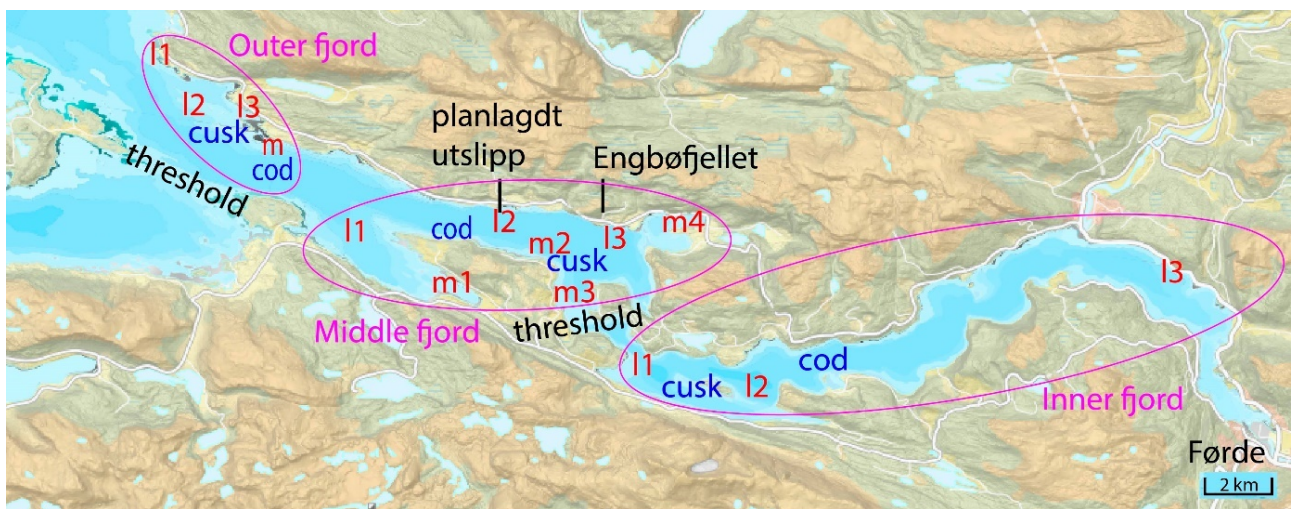 Outer fjord
l1
l2
l3
cusk
m
cod
threshold
planlagdt
utslipp
Engbøfjellet
l1
cod
l2
m2
l3
m4
cusk
m1
m3
Middle fjord
threshold
l1
cusk
l2
cod
l3
Inner fjord
Førde
2 km